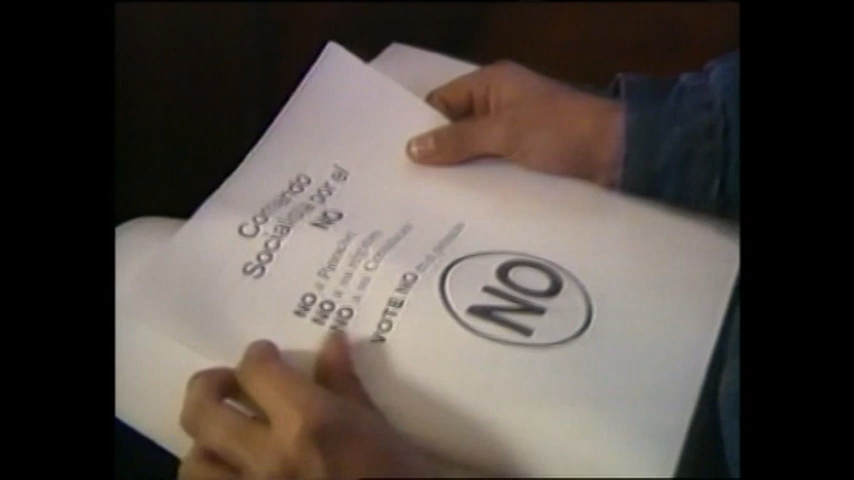 Comando
Socialista por el
NO
NO a Pinochet
NO a su régimen
NO a su Constitución
VOTE NO
NO